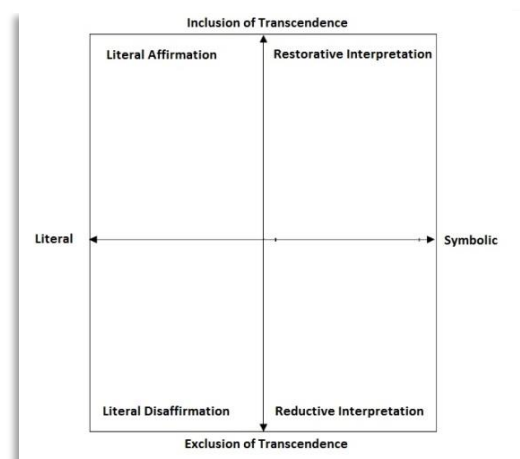 Inclusion of Transcendence
Literal Affirmation
Restorative Interpretation
Literal
Symbolic
Literal Disaffirmation
Reductive Interpretation
Exclusion of Transcendence